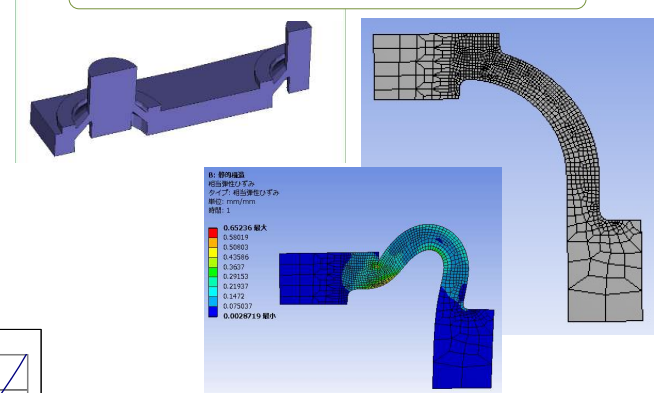 B: 静的構造
相当弾性ひずみ
タイプ: 相当弾性ひずみ
単位: mm/mm
時間: 1
0.65236 最大
0.58019
0.50803
0.43586
0.3637
0.29153
0.21937
0.1472
0.075037
0.0028719 最小